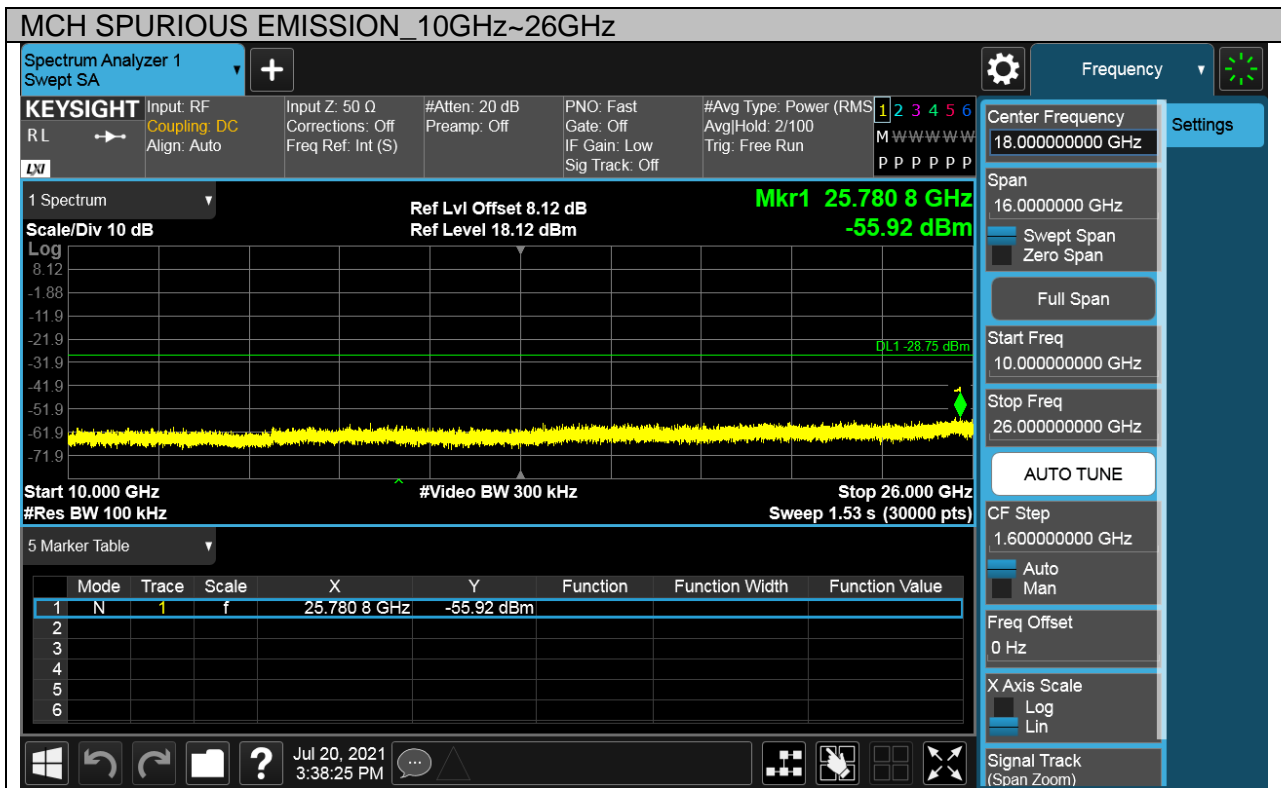 MCH SPURIOUS EMISSION_10GHz~26GHz
Spectrum Analyzer 1
Swept SA
Frequency
KEYSIGHT
RL
LXI
Input: RF
Coupling: DC
Align: Auto
Input Z: 50 Ω
Corrections: Off
Freq Ref: Int (S)
#Atten: 20 dB
Preamp: Off
PNO: Fast
Gate: Off
IF Gain: Low
Sig Track: Off
#Avg Type: Power (RMS
Avg|Hold: 2/100
Trig: Free Run
1 2 3 4 5 6
M W W W W W
P P P P P P
1 Spectrum
Scale/Div 10 dB
Ref Lvl Offset 8.12 dB
Ref Level 18.12 dBm
Mkr1 25.780 8 GHz
-55.92 dBm
Log
8.12
-1.88
-11.9
-21.9
-31.9
-41.9
-51.9
-61.9
-71.9
DL1 -28.75 dBm
1
Start 10.000 GHz
#Video BW 300 kHz
Stop 26.000 GHz
#Res BW 100 kHz
Sweep 1.53 s (30000 pts)
5 Marker Table
Mode Trace Scale X Y Function Function Width Function Value
1 N 1 f 25.780 8 GHz -55.92 dBm
2
3
4
5
6
?
Jul 20, 2021
3:38:25 PM
Center Frequency
18.000000000 GHz
Settings
Span
16.0000000 GHz
Swept Span
Zero Span
Full Span
Start Freq
10.000000000 GHz
Stop Freq
26.000000000 GHz
AUTO TUNE
CF Step
1.600000000 GHz
Auto
Man
Freq Offset
0 Hz
X Axis Scale
Log
Lin
Signal Track
(Span Zoom)